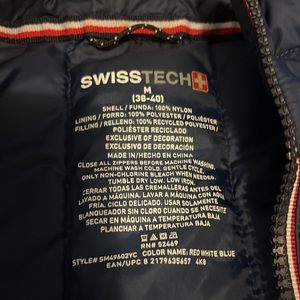 SWISSTECH
M
(38-40)
SHELL / FUNDA: 100% NYLON
LINING / FORRO: 100% POLYESTER / POLIÉSTER
FILLING / RELLENO: 100% RECYCLED POLYESTER /
POLIÉSTER RECICLADO
EXCLUSIVE OF DECORATION
EXCLUSIVO DE DECORACIÓN
MADE IN/HECHO EN CHINA
CLOSE ALL ZIPPERS BEFORE MACHINE WASHING.
MACHINE WASH COLD, GENTLE CYCLE.
ONLY NON-CHLORINE BLEACH WHEN NEEDED.
TUMBLE DRY LOW. LOW IRON.
CERRAR TODAS LAS CREMALLERAS ANTES DEL
LAVADO A MÁQUINA. LAVAR A MÁQUINA CON AGUA
FRÍA, CICLO DELICADO. USAR SOLAMENTE
BLANQUEADOR SIN CLORO CUANDO SE NECESITE
SECAR EN MÁQUINA A TEMPERATURA BAJA
PLANCHAR A TEMPERATURA BAJA
RN# 52469
STYLE# SM49602YC COLOR NAME: RED WHITE BLUE
EAN/UPC 8 2179635657 4K8